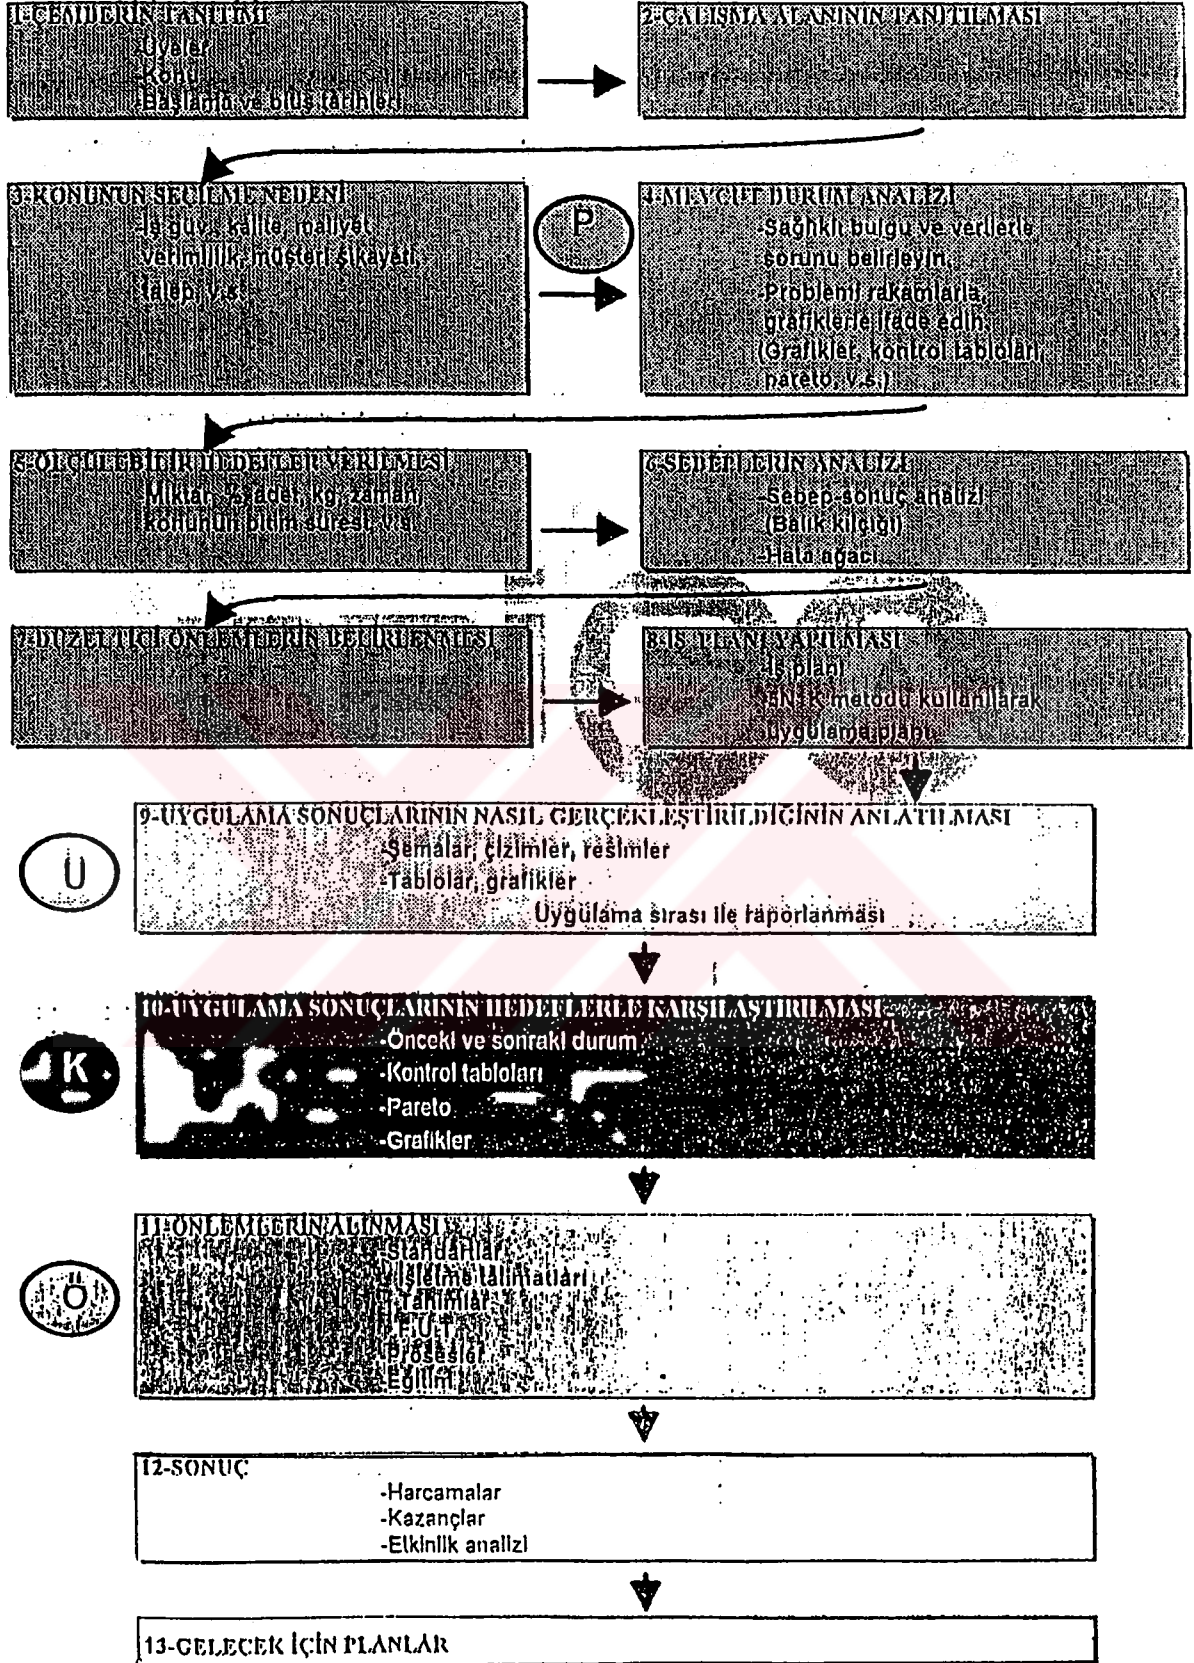 1-ÇEMBERİN TANITIMI
-Üyeler
-Konu
-Başlama ve bitiş tarihleri
2-ÇALIŞMA ALANININ TANITILMASI
3-KONUNUN SEÇİLME NEDENİ
-İş güv., kalite, maliyet,
verimlilik, müşteri şikayeti,
talep, v.s.
P
4-MEVCUT DURUM ANALİZİ
-Sağlıklı bulgu ve verilerle
sorunu belirleyin.
-Problemi rakamlarla,
grafiklerle ifade edin.
(Grafikler, kontrol tabloları,
pareto, v.s.)
5-ÖLÇÜLEBİLİR HEDEFLER VERİLMESİ
Miktar, %, adet, kg, zaman,
konunun bitim süresi, v.s.
6-SEBEPLERİN ANALİZİ
-Sebep-sonuç analizi
(Balık kılçığı)
-Hata ağacı
7-DÜZELTİCİ ÖNLEMLERİN BELİRLENMESİ
8-İŞ PLANI YAPILMASI
-İş planı
-5N1K metodu kullanılarak
-Uygulama planı
Ü
9-UYGULAMA SONUÇLARININ NASIL GERÇEKLEŞTİRİLDİĞİNİN ANLATILMASI
-Şemalar, çizimler, resimler
-Tablolar, grafikler
Uygulama sırası ile raporlanması
K
10-UYGULAMA SONUÇLARININ HEDEFLERLE KARŞILAŞTIRILMASI
-Önceki ve sonraki durum
-Kontrol tabloları
-Pareto
-Grafikler
Ö
11-ÖNLEMLERİN ALINMASI
-Standartlar
-İşletme talimatları
-Tanımlar
-Prosesler
-Eğitim
12-SONUÇ
-Harcamalar
-Kazançlar
-Etkinlik analizi
13-GELECEK İÇİN PLANLAR